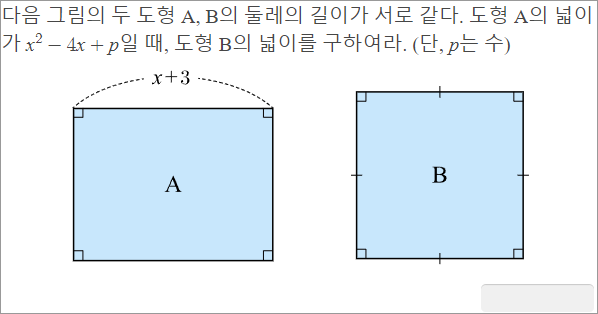 다음 그림의 두 도형 A, B의 둘레의 길이가 서로 같다. 도형 A의 넓이
가 x² − 4x + p일 때, 도형 B의 넓이를 구하여라. (단, p는 수)
x+3
A
B